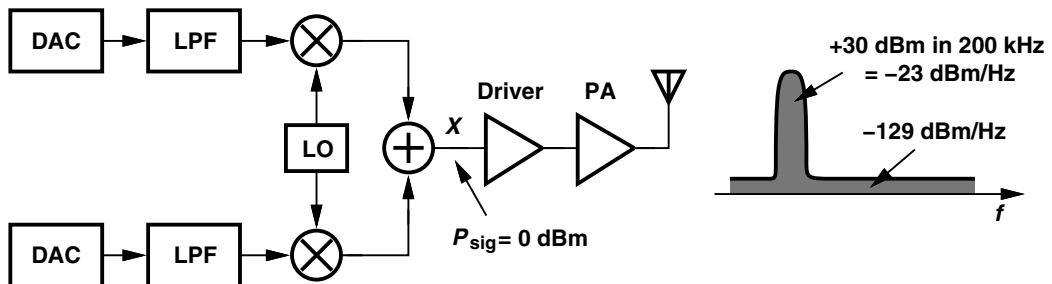 DAC
LPF
Driver
PA
X
LO
P sig = 0 dBm
DAC
LPF
+30 dBm in 200 kHz
= −23 dBm/Hz
−129 dBm/Hz
f